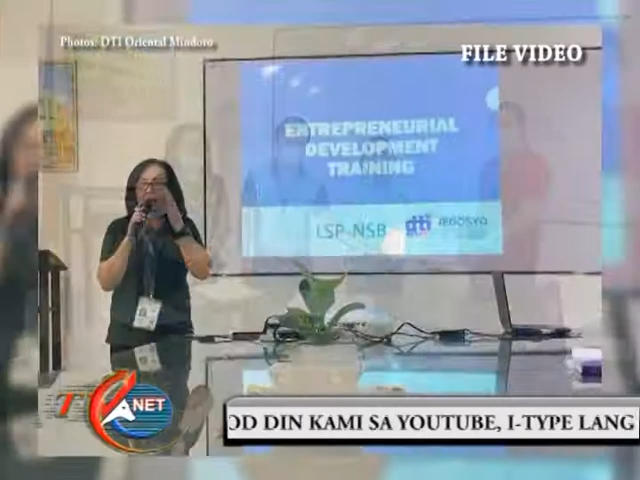 Photos: DTI Oriental Mindoro
FILE VIDEO
ENTREPRENEURIAL
DEVELOPMENT
TRAINING
LSP-NSB
dti
NEGOSYO
NET
OD DIN KAMI SA YOUTUBE, I-TYPE LANG